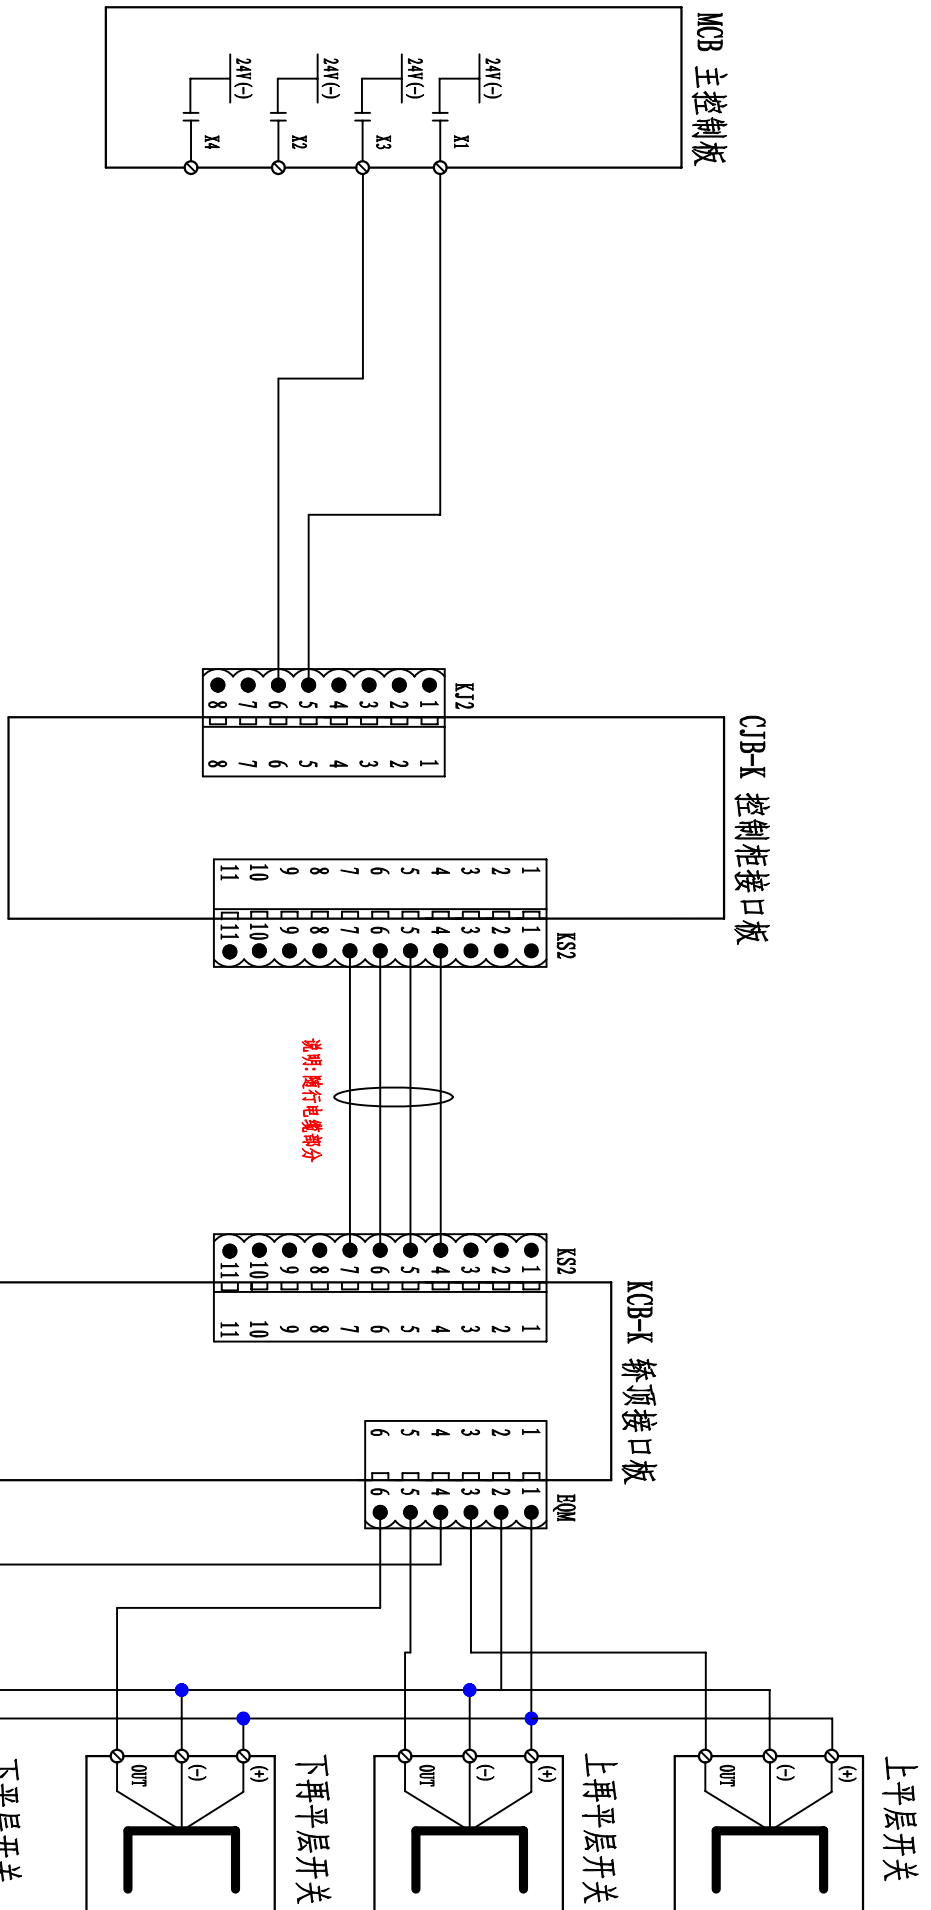 MCB 主控制板
24V(-)
24V(-)
24V(-)
24V(-)
X4
X2
X3
X1
KJ2
8 7 6 5 4 3 2 1
8 7 6 5 4 3 2 1
CJB-K 控制柜接口板
11 10 9 8 7 6 5 4 3 2 1
11 10 9 8 7 6 5 4 3 2 1
KS2
说明:随行电缆部分
KS2
11 10 9 8 7 6 5 4 3 2 1
11 10 9 8 7 6 5 4 3 2 1
KCB-K 轿顶接口板
6 5 4 3 2 1
6 5 4 3 2 1
EQM
下平层开关
OUT (-) (+)
下再平层开关
OUT (-) (+)
上再平层开关
OUT (-) (+)
上平层开关